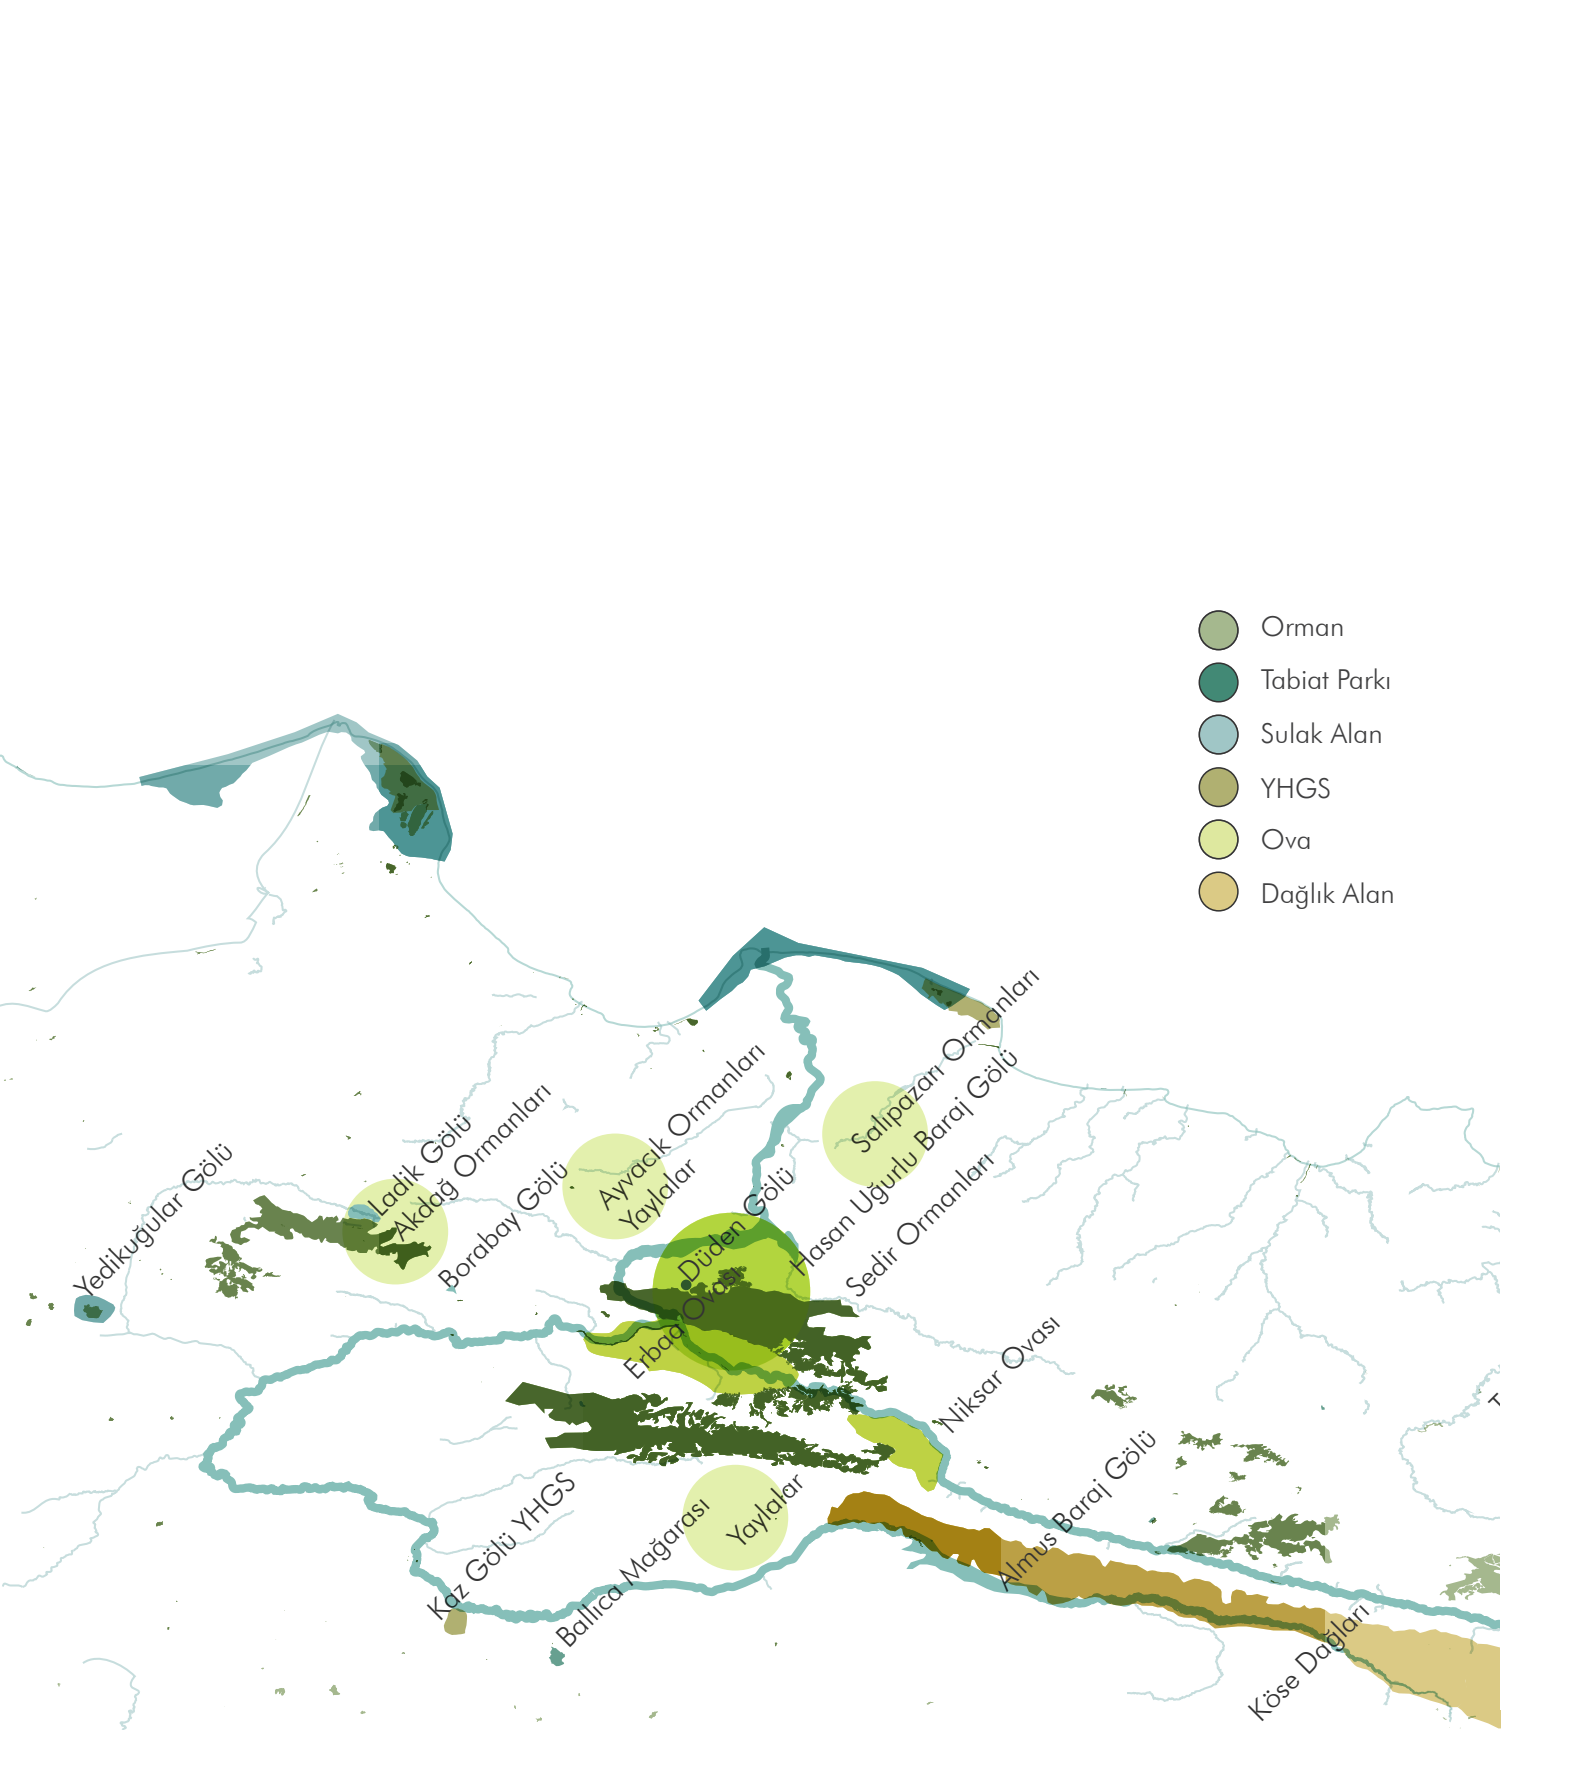 Orman
Tabiat Parkı
Sulak Alan
YHGS
Ova
Dağlık Alan
Yedikuğular Gölü
Ladik Gölü
Akdağ Ormanları
Borabay Gölü
Ayvacık Ormanları
Yaylalar
Düden Gölü
Erbaa Ovası
Salıpazarı Ormanları
Hasan Uğurlu Baraj Gölü
Sedir Ormanları
Niksar Ovası
Kaz Gölü YHGS
Ballıca Mağarası
Yaylalar
Almus Baraj Gölü
Köse Dağları